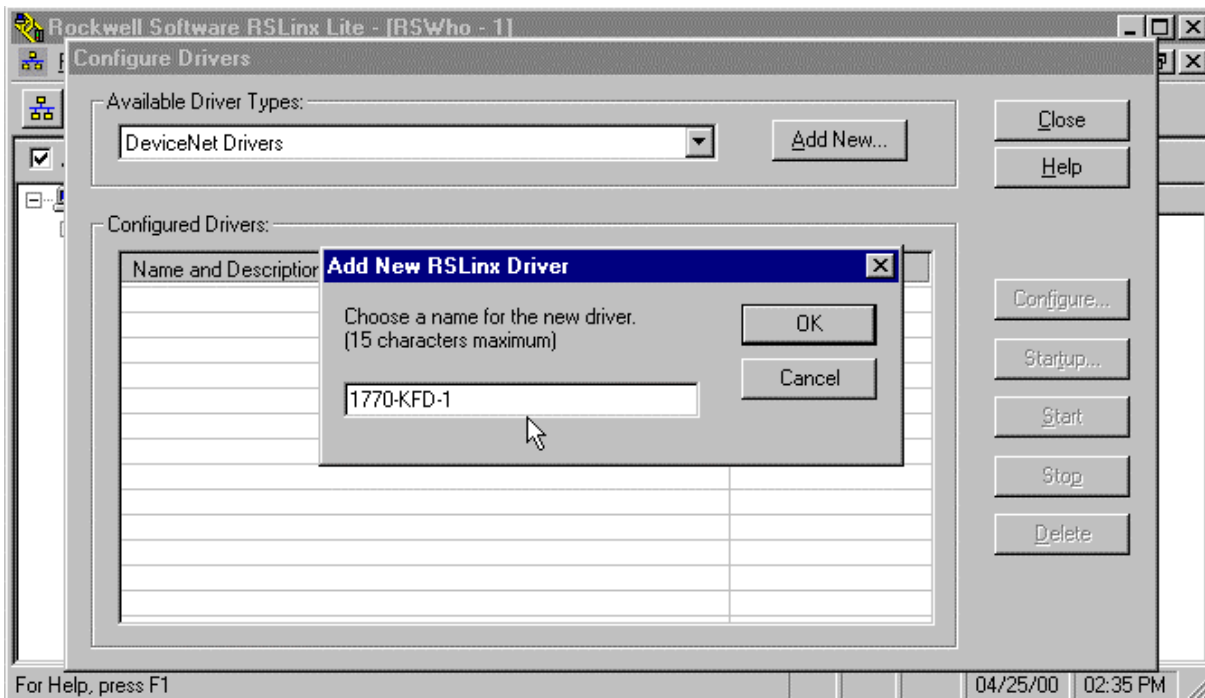 Rockwell Software RSLinx Lite - [RSWho - 1]
Configure Drivers
Available Driver Types:
DeviceNet Drivers
Add New...
Close
Help
Configured Drivers:
Name and Description
Add New RSLinx Driver
Choose a name for the new driver.
(15 characters maximum)
OK
Cancel
1770-KFD-1
Configure...
Startup...
Start
Stop
Delete
For Help, press F1
04/25/00
02:35 PM